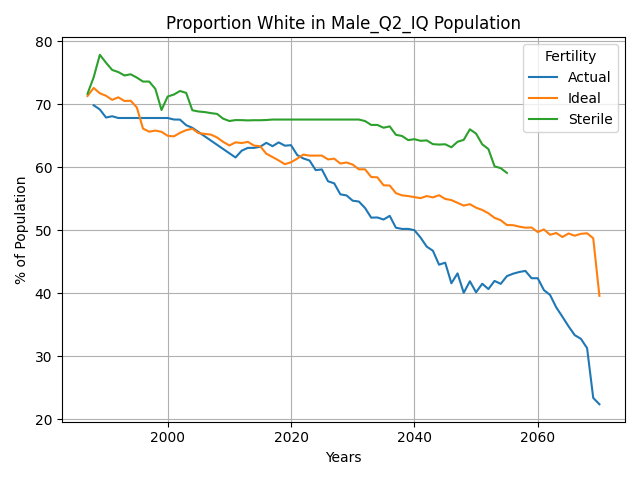 Proportion White in Male_Q2_IQ Population
80
70
60
50
40
30
20
% of Population
Fertility
Actual
Ideal
Sterile
2000
2020
2040
2060
Years